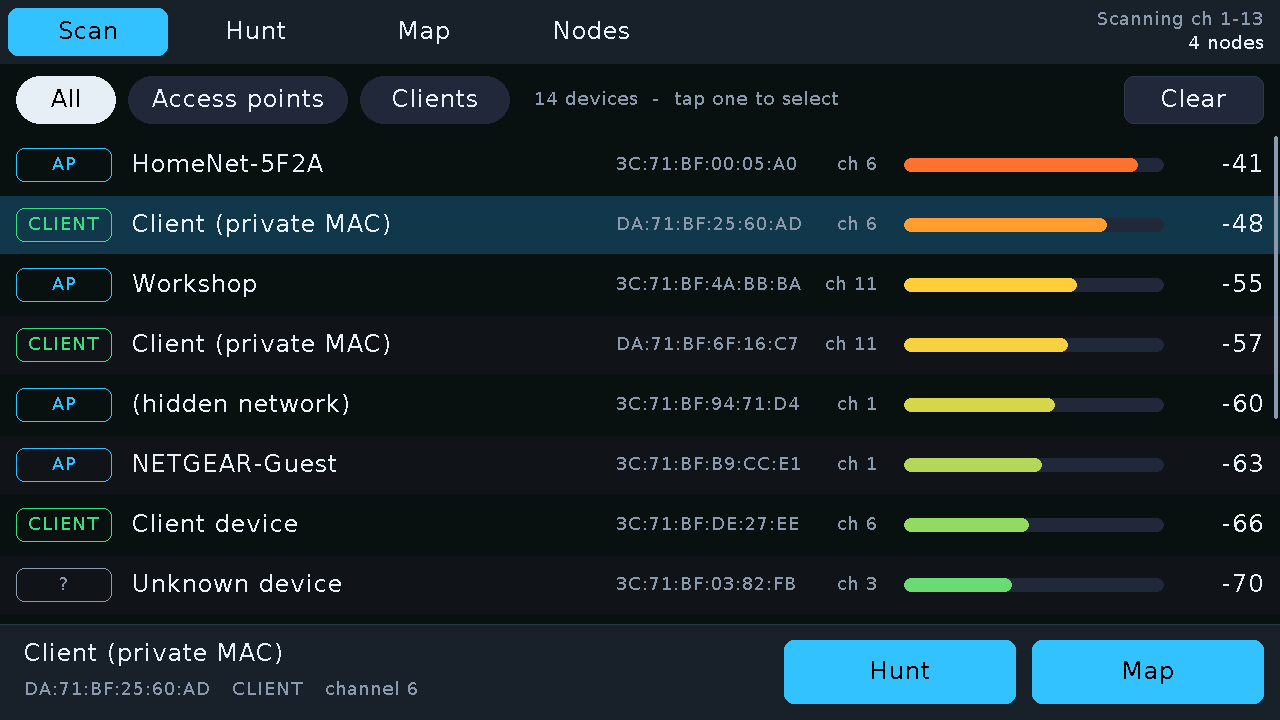 Scan Hunt Map Nodes Scanning ch 1-13
4 nodes
All Access points Clients 14 devices - tap one to select Clear
AP HomeNet-5F2A 3C:71:BF:00:05:A0 ch 6 -41
CLIENT Client (private MAC) DA:71:BF:25:60:AD ch 6 -48
AP Workshop 3C:71:BF:4A:BB:BA ch 11 -55
CLIENT Client (private MAC) DA:71:BF:6F:16:C7 ch 11 -57
AP (hidden network) 3C:71:BF:94:71:D4 ch 1 -60
AP NETGEAR-Guest 3C:71:BF:B9:CC:E1 ch 1 -63
CLIENT Client device 3C:71:BF:DE:27:EE ch 6 -66
? Unknown device 3C:71:BF:03:82:FB ch 3 -70
Client (private MAC)
DA:71:BF:25:60:AD CLIENT channel 6
Hunt Map